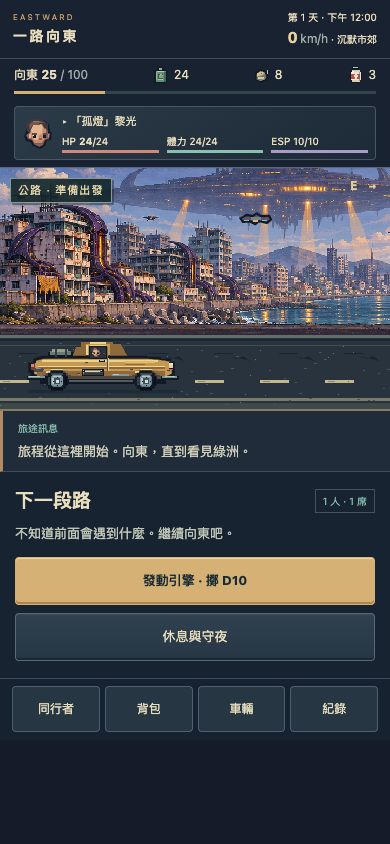 EASTWARD
一路向東
第 1 天 · 下午 12:00
0 km/h · 沉默市郊
向東 25 / 100
24
8
3
▸ 「孤燈」黎光
HP 24/24
體力 24/24
ESP 10/10
公路 · 準備出發
E →
旅途訊息
旅程從這裡開始。向東，直到看見綠洲。
下一段路
1 人 · 1 席
不知道前面會遇到什麼。繼續向東吧。
發動引擎 · 擲 D10
休息與守夜
同行者
背包
車輛
紀錄